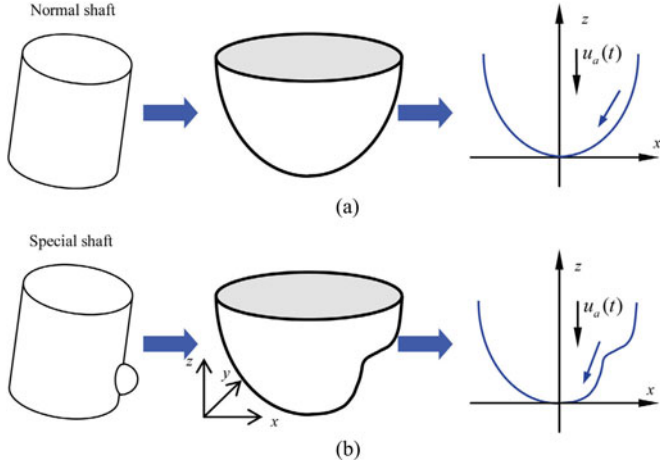 Normal shaft
z
u_a(t)
x
(a)
Special shaft
z
u_a(t)
z
y
x
x
(b)